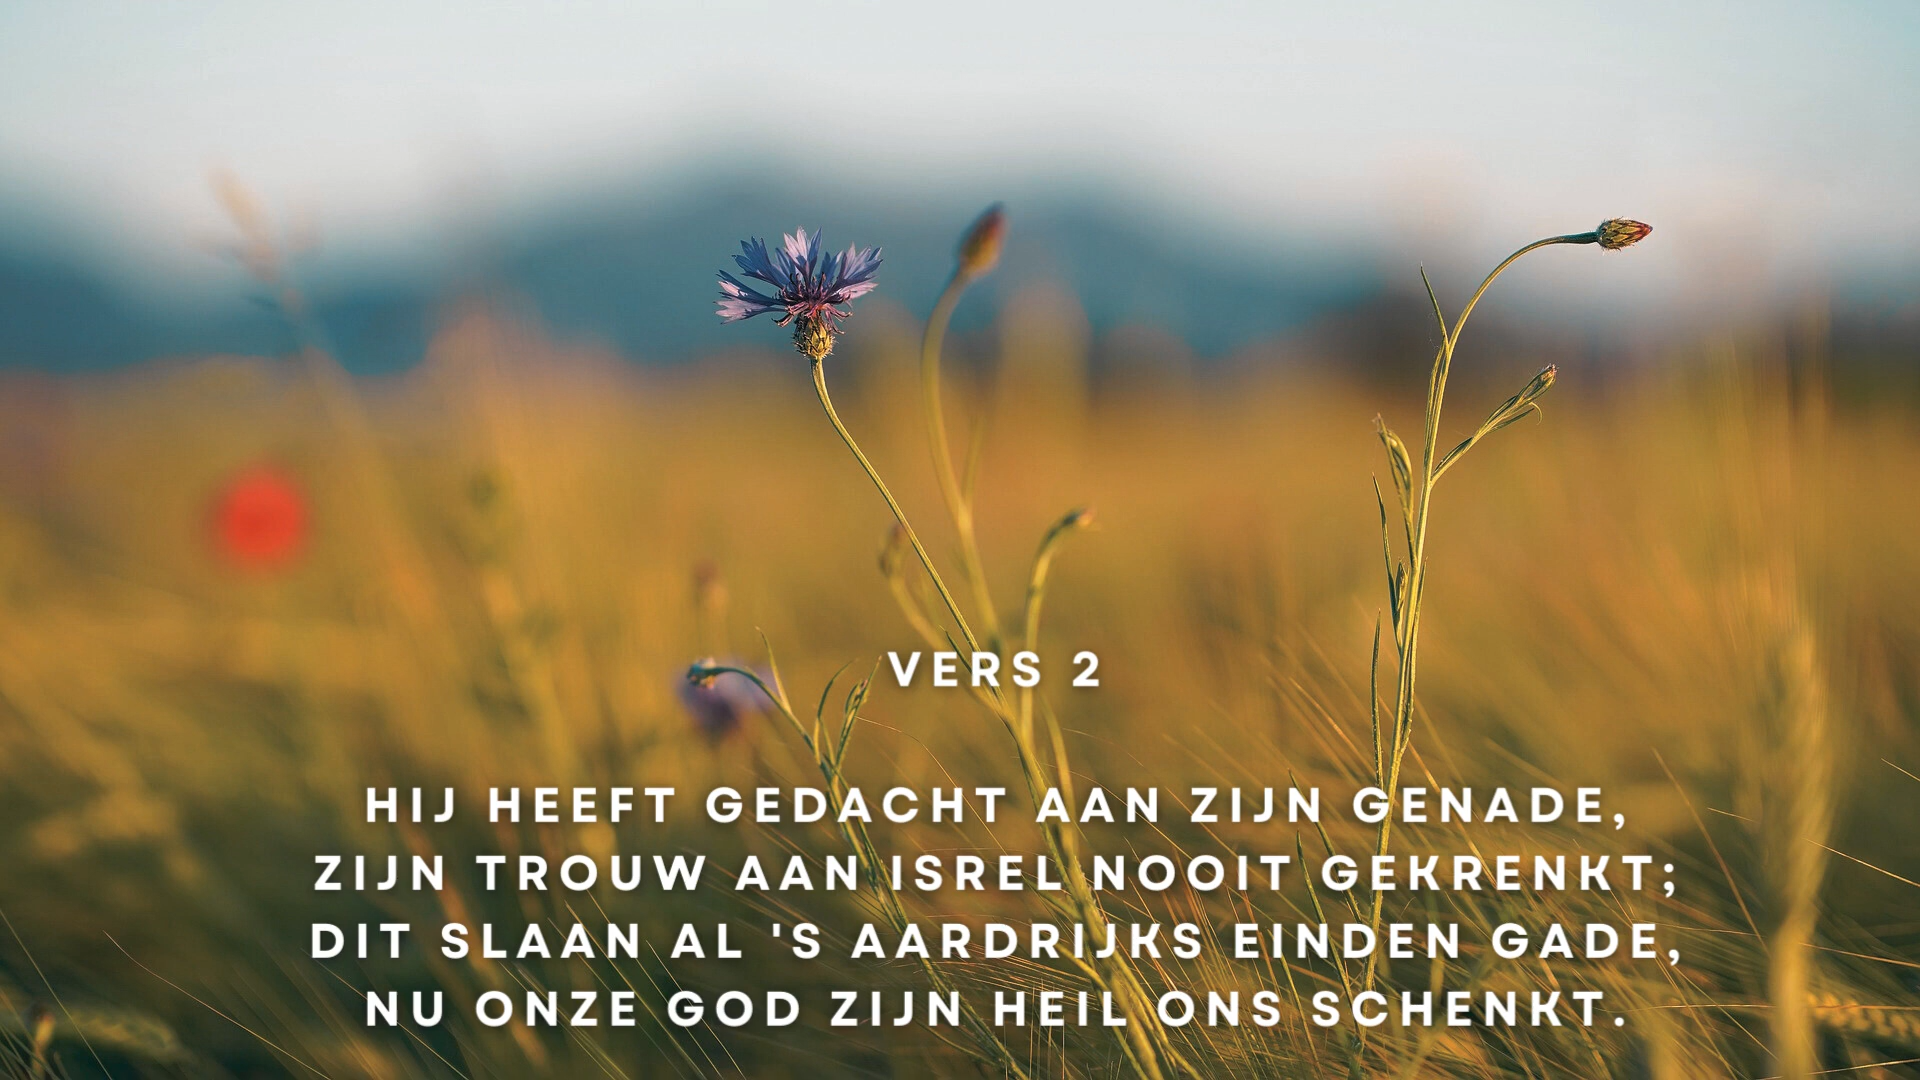 VERS 2
HIJ HEEFT GEDACHT AAN ZIJN GENADE,
ZIJN TROUW AAN ISREL NOOIT GEKRENKT;
DIT SLAAN AL 'S AARDRIJKS EINDEN GADE,
NU ONZE GOD ZIJN HEIL ONS SCHENKT.